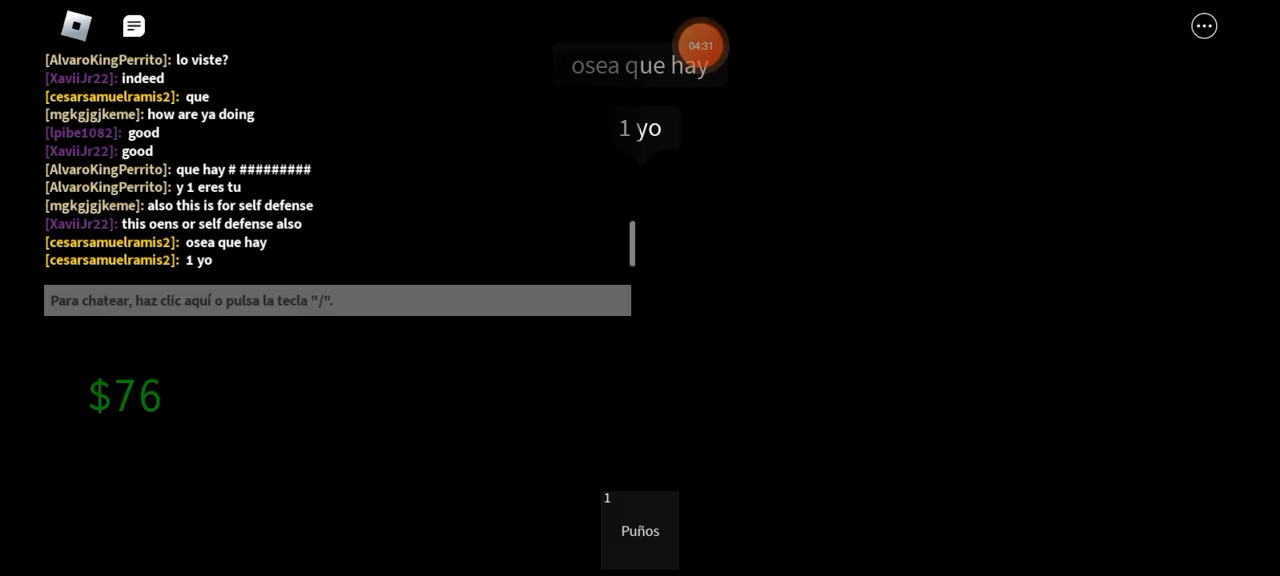 [AlvaroKingPerrito]: lo viste?
[XaviiJr22]: indeed
[cesarsamuelramis2]: que
[mgkgjgjkeme]: how are ya doing
[lpibe1082]: good
[XaviiJr22]: good
[AlvaroKingPerrito]: que hay # #########
[AlvaroKingPerrito]: y 1 eres tu
[mgkgjgjkeme]: also this is for self defense
[XaviiJr22]: this oens or self defense also
[cesarsamuelramis2]: osea que hay
[cesarsamuelramis2]: 1 yo
Para chatear, haz clic aquí o pulsa la tecla "/".
04:31
osea que hay
1 yo
$76
1
Puños